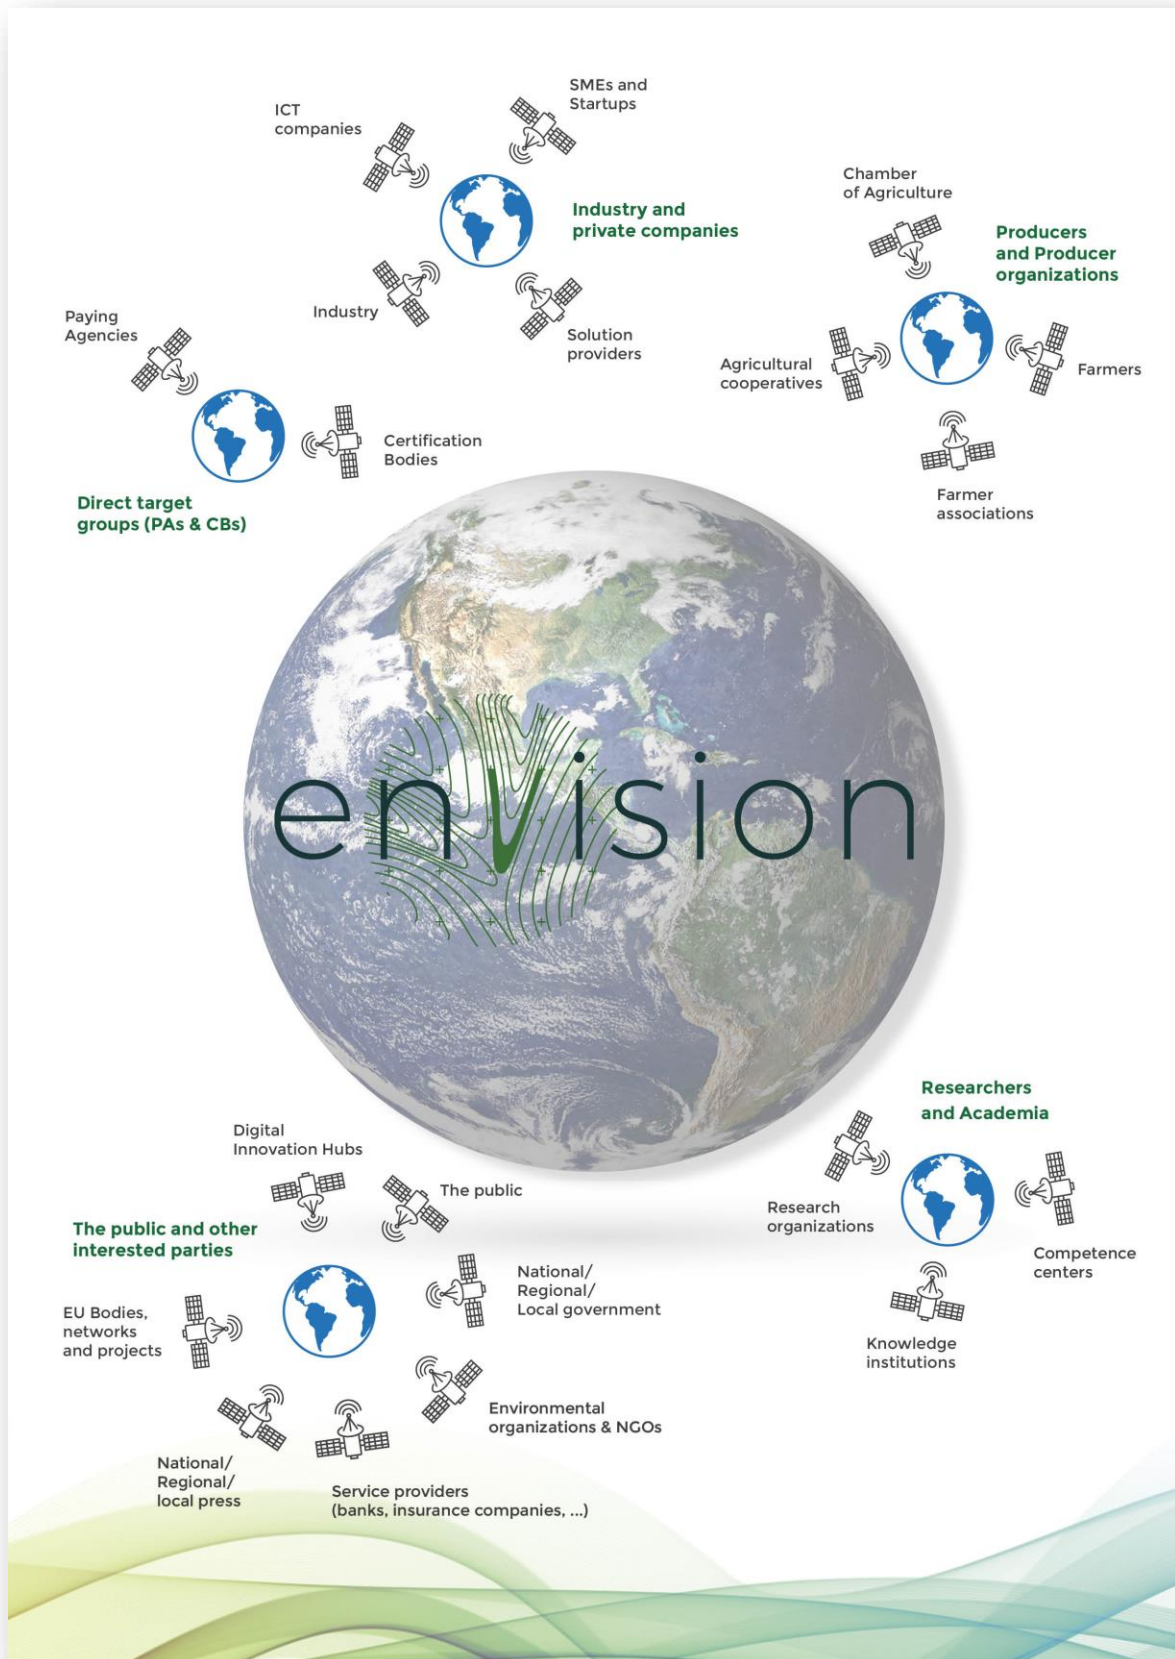 SMEs and
Startups
ICT
companies
Industry and
private companies
Industry
Solution
providers
Chamber
of Agriculture
Producers
and Producer
organizations
Agricultural
cooperatives
Farmers
Farmer
associations
Paying
Agencies
Certification
Bodies
Direct target
groups (PAs & CBs)
envision
Researchers
and Academia
Research
organizations
Competence
centers
Knowledge
institutions
Digital
Innovation Hubs
The public
The public and other
interested parties
National/
Regional/
Local government
EU Bodies,
networks
and projects
Environmental
organizations & NGOs
National/
Regional/
local press
Service providers
(banks, insurance companies, ...)